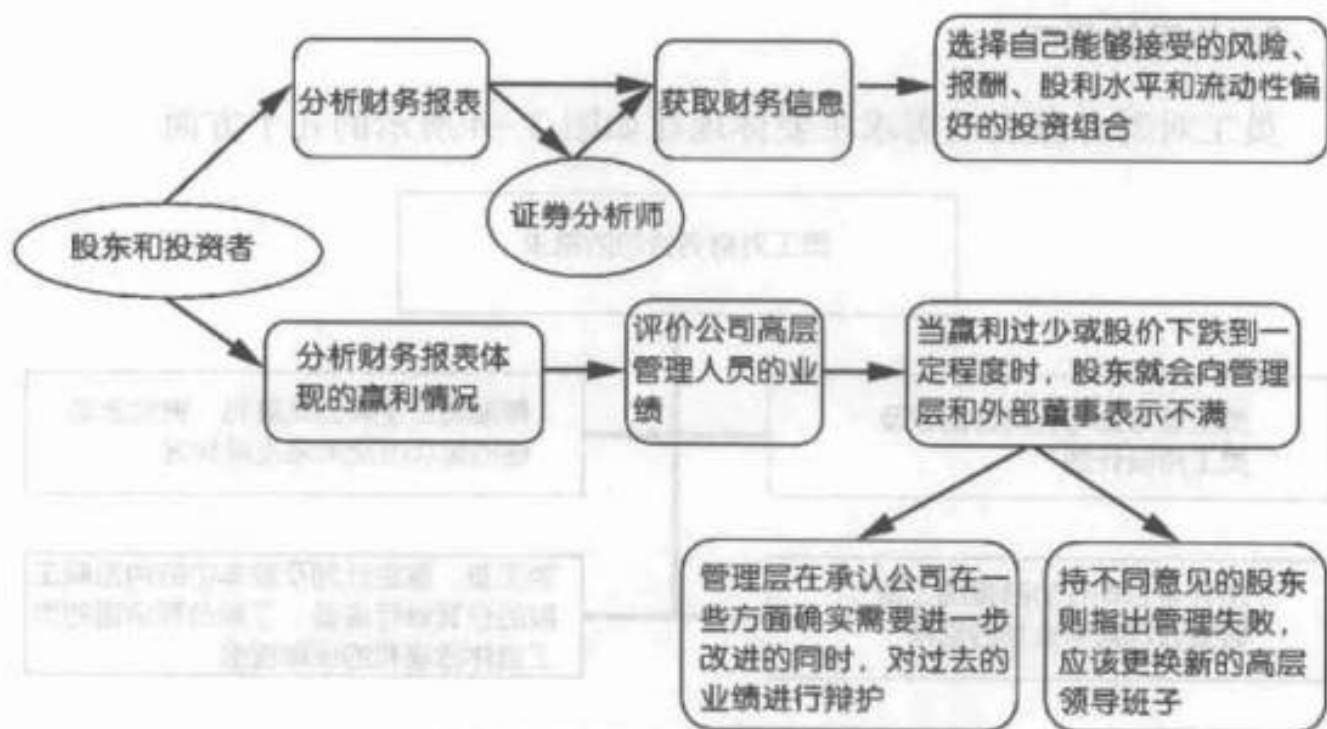 分析财务报表
获取财务信息
选择自己能够接受的风险、
报酬、股利水平和流动性偏
好的投资组合
证券分析师
股东和投资者
分析财务报表体
现的赢利情况
评价公司高层
管理人员的业
绩
当赢利过少或股价下跌到一
定程度时，股东就会向管理
层和外部董事表示不满
管理层在承认公司在一
些方面确实需要进一步
改进的同时，对过去的
业绩进行辩护
持不同意见的股东
则指出管理失败，
应该更换新的高层
领导班子